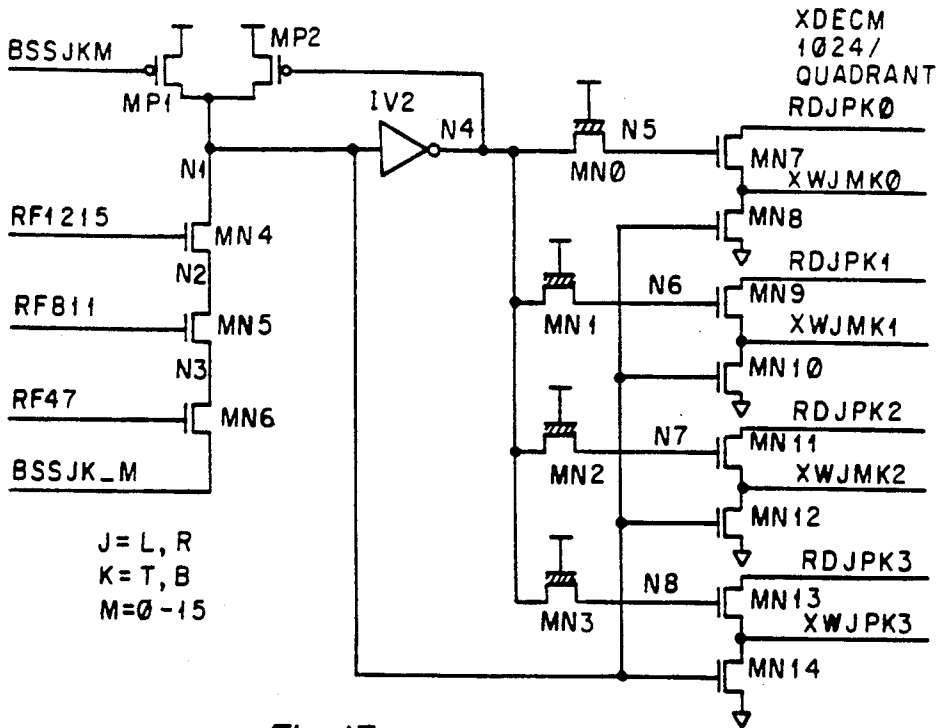 XDECM
1024/
QUADRANT
BSSJKM
MP1
MP2
IV2
N4
N1
RF1215
MN4
N2
RF811
MN5
N3
RF47
MN6
BSSJK_M
J= L, R
K= T, B
M=0-15
MN0
N5
RDJPK0
MN7
XWJMK0
MN8
MN1
N6
RDJPK1
MN9
XWJMK1
MN10
MN2
N7
RDJPK2
MN11
XWJMK2
MN12
MN3
N8
RDJPK3
MN13
XWJPK3
MN14